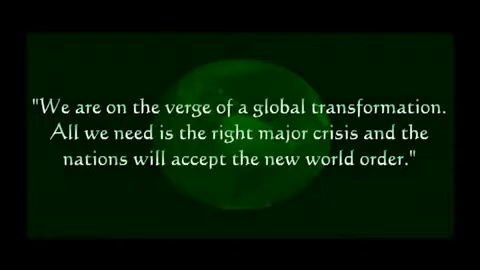 "We are on the verge of a global transformation.
All we need is the right major crisis and the
nations will accept the new world order."